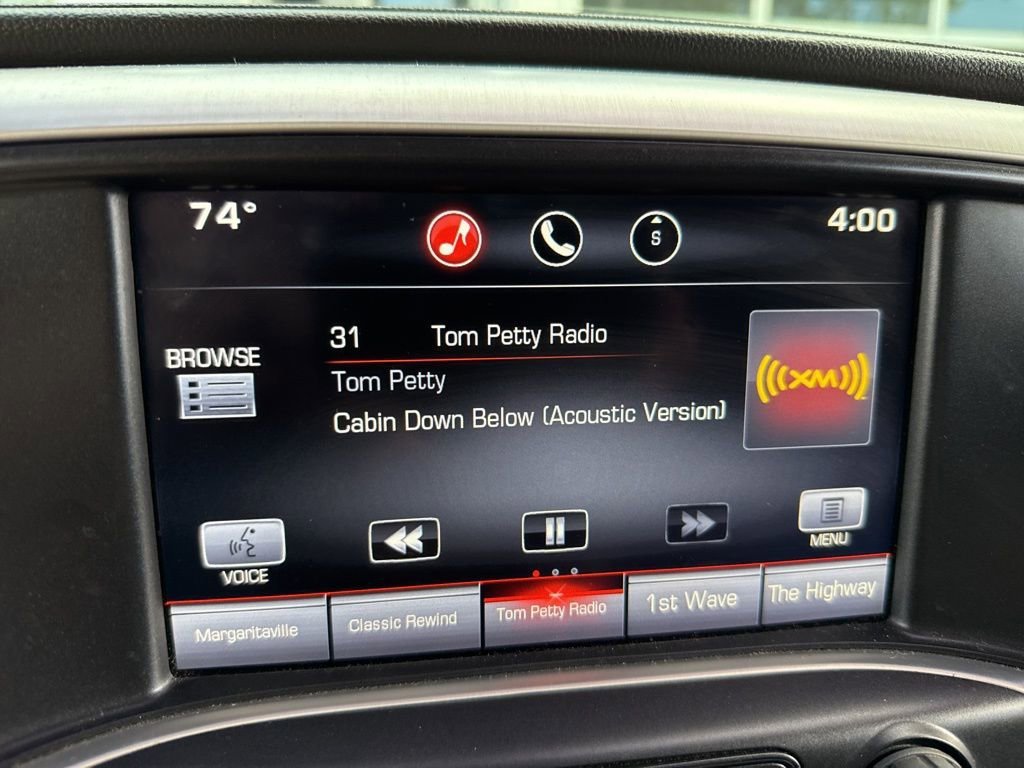 74°
S
4:00
31 Tom Petty Radio
BROWSE
Tom Petty
Cabin Down Below (Acoustic Version)
((((XM))))
VOICE
MENU
Margaritaville
Classic Rewind
Tom Petty Radio
1st Wave
The Highway